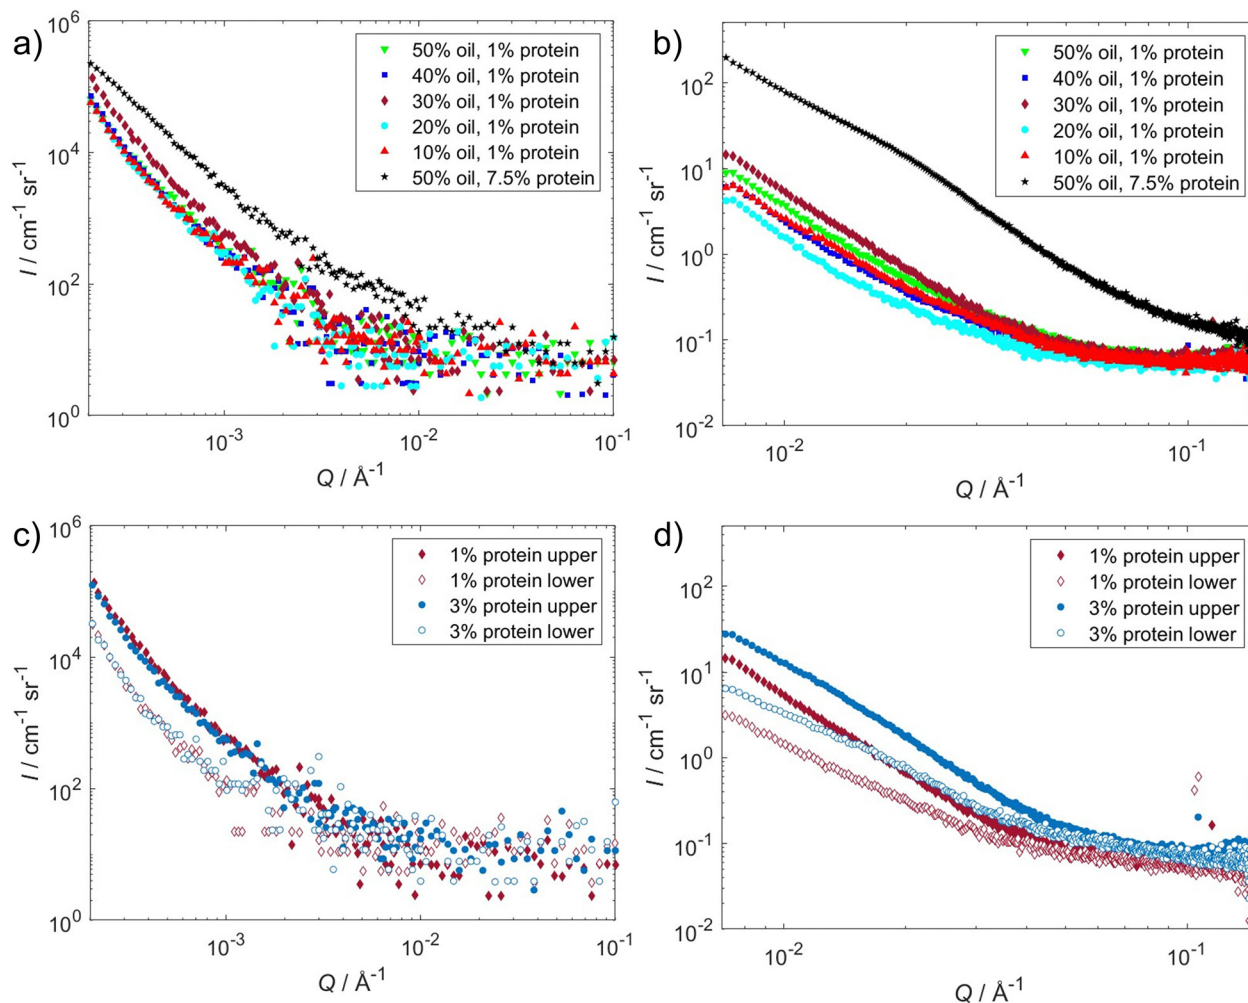 a)
10^6
10^4
10^2
10^0
I / cm^-1 sr^-1
50% oil, 1% protein
40% oil, 1% protein
30% oil, 1% protein
20% oil, 1% protein
10% oil, 1% protein
50% oil, 7.5% protein
10^-3
10^-2
10^-1
Q / Å^-1
b)
10^2
10^0
10^-1
10^-2
I / cm^-1 sr^-1
50% oil, 1% protein
40% oil, 1% protein
30% oil, 1% protein
20% oil, 1% protein
10% oil, 1% protein
50% oil, 7.5% protein
10^-2
10^-1
Q / Å^-1
c)
10^6
10^4
10^2
10^0
I / cm^-1 sr^-1
1% protein upper
1% protein lower
3% protein upper
3% protein lower
10^-3
10^-2
10^-1
Q / Å^-1
d)
10^2
10^1
10^0
10^-1
10^-2
I / cm^-1 sr^-1
1% protein upper
1% protein lower
3% protein upper
3% protein lower
10^-2
10^-1
Q / Å^-1